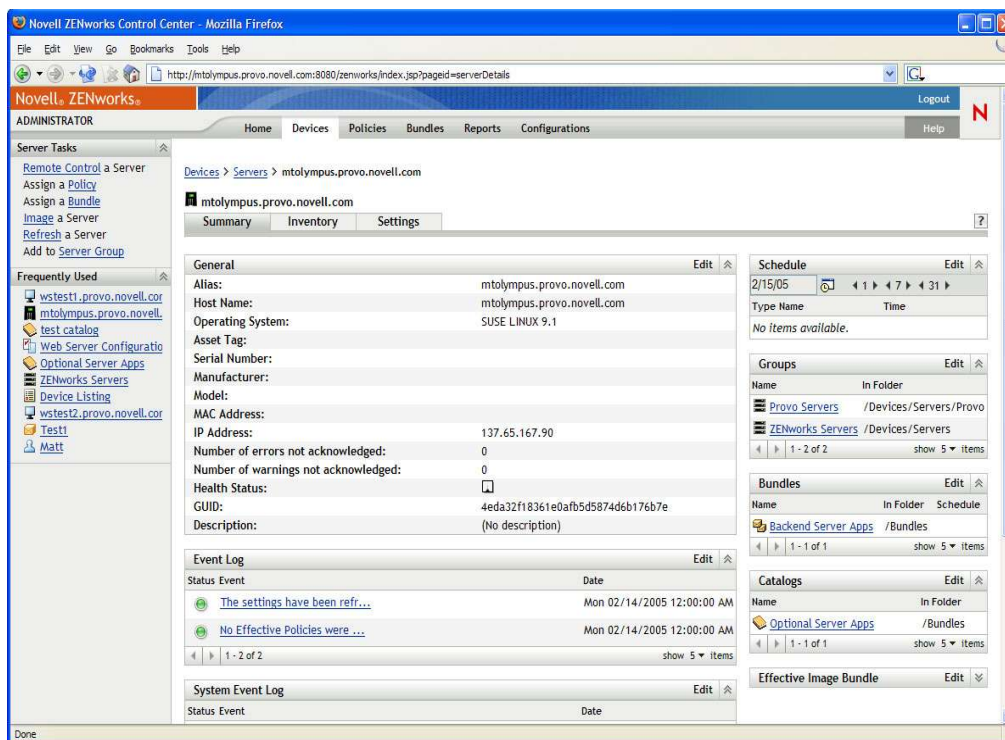 Novell ZENworks Control Center - Mozilla Firefox
File Edit View Go Bookmarks Tools Help
http://mtolympus.provo.novell.com:8080/zenworks/index.jsp?pageid=serverDetails
G
Novell® ZENworks®
Logout
N
ADMINISTRATOR
Home Devices Policies Bundles Reports Configurations
Help
Server Tasks
Remote Control a Server
Assign a Policy
Assign a Bundle
Image a Server
Refresh a Server
Add to Server Group
Frequently Used
wstest1.provo.novell.cor
mtolympus.provo.novell.
test catalog
Web Server Configuratio
Optional Server Apps
ZENworks Servers
Device Listing
wstest2.provo.novell.cor
Test1
Matt
Devices > Servers > mtolympus.provo.novell.com
mtolympus.provo.novell.com
Summary Inventory Settings
?
General Edit
Alias: mtolympus.provo.novell.com
Host Name: mtolympus.provo.novell.com
Operating System: SUSE LINUX 9.1
Asset Tag:
Serial Number:
Manufacturer:
Model:
MAC Address:
IP Address: 137.65.167.90
Number of errors not acknowledged: 0
Number of warnings not acknowledged: 0
Health Status:
GUID: 4eda32f18361e0afb5d5874d6b176b7e
Description: (No description)
Event Log Edit
Status Event Date
The settings have been refr... Mon 02/14/2005 12:00:00 AM
No Effective Policies were ... Mon 02/14/2005 12:00:00 AM
1 - 2 of 2 show 5 items
System Event Log Edit
Status Event Date
Schedule Edit
2/15/05 1 7 31
Type Name Time
No items available.
Groups Edit
Name In Folder
Provo Servers /Devices/Servers/Provo
ZENworks Servers /Devices/Servers
1 - 2 of 2 show 5 items
Bundles Edit
Name In Folder Schedule
Backend Server Apps /Bundles
1 - 1 of 1 show 5 items
Catalogs Edit
Name In Folder
Optional Server Apps /Bundles
1 - 1 of 1 show 5 items
Effective Image Bundle Edit
Done